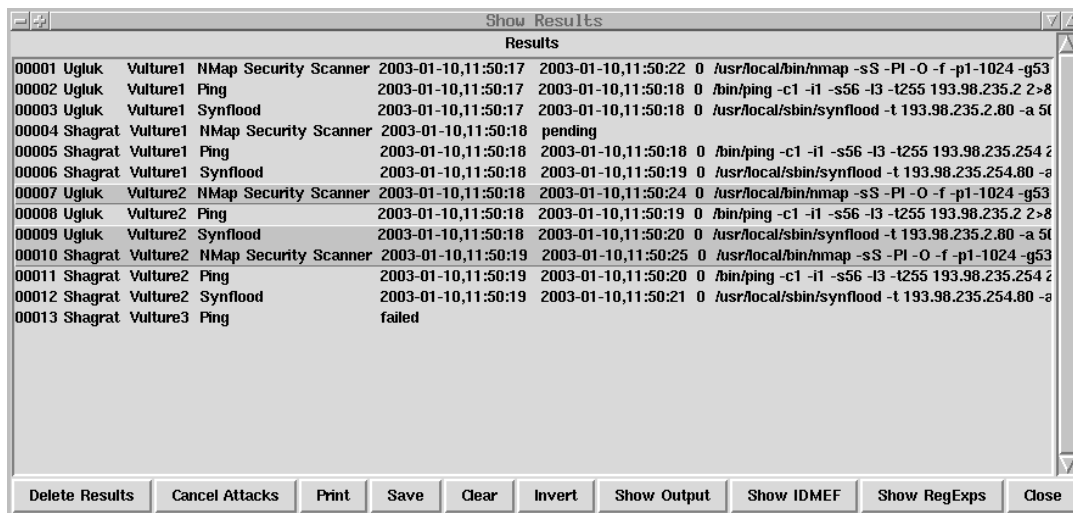 Show Results
Results
00001 Ugluk Vulture1 NMap Security Scanner 2003-01-10,11:50:17 2003-01-10,11:50:22 0 /usr/local/bin/nmap -sS -PI -O -f -p1-1024 -g53
00002 Ugluk Vulture1 Ping 2003-01-10,11:50:17 2003-01-10,11:50:18 0 /bin/ping -c1 -i1 -s56 -l3 -t255 193.98.235.2 2>&
00003 Ugluk Vulture1 Synflood 2003-01-10,11:50:17 2003-01-10,11:50:18 0 /usr/local/sbin/synflood -t 193.98.235.2.80 -a 50
00004 Shagrat Vulture1 NMap Security Scanner 2003-01-10,11:50:18 pending
00005 Shagrat Vulture1 Ping 2003-01-10,11:50:18 2003-01-10,11:50:18 0 /bin/ping -c1 -i1 -s56 -l3 -t255 193.98.235.254 2
00006 Shagrat Vulture1 Synflood 2003-01-10,11:50:18 2003-01-10,11:50:19 0 /usr/local/sbin/synflood -t 193.98.235.254.80 -a
00007 Ugluk Vulture2 NMap Security Scanner 2003-01-10,11:50:18 2003-01-10,11:50:24 0 /usr/local/bin/nmap -sS -PI -O -f -p1-1024 -g53
00008 Ugluk Vulture2 Ping 2003-01-10,11:50:18 2003-01-10,11:50:19 0 /bin/ping -c1 -i1 -s56 -l3 -t255 193.98.235.2 2>&
00009 Ugluk Vulture2 Synflood 2003-01-10,11:50:18 2003-01-10,11:50:20 0 /usr/local/sbin/synflood -t 193.98.235.2.80 -a 50
00010 Shagrat Vulture2 NMap Security Scanner 2003-01-10,11:50:19 2003-01-10,11:50:25 0 /usr/local/bin/nmap -sS -PI -O -f -p1-1024 -g53
00011 Shagrat Vulture2 Ping 2003-01-10,11:50:19 2003-01-10,11:50:20 0 /bin/ping -c1 -i1 -s56 -l3 -t255 193.98.235.254 2
00012 Shagrat Vulture2 Synflood 2003-01-10,11:50:19 2003-01-10,11:50:21 0 /usr/local/sbin/synflood -t 193.98.235.254.80 -a
00013 Shagrat Vulture3 Ping failed
Delete Results Cancel Attacks Print Save Clear Invert Show Output Show IDMEF Show RegExps Close